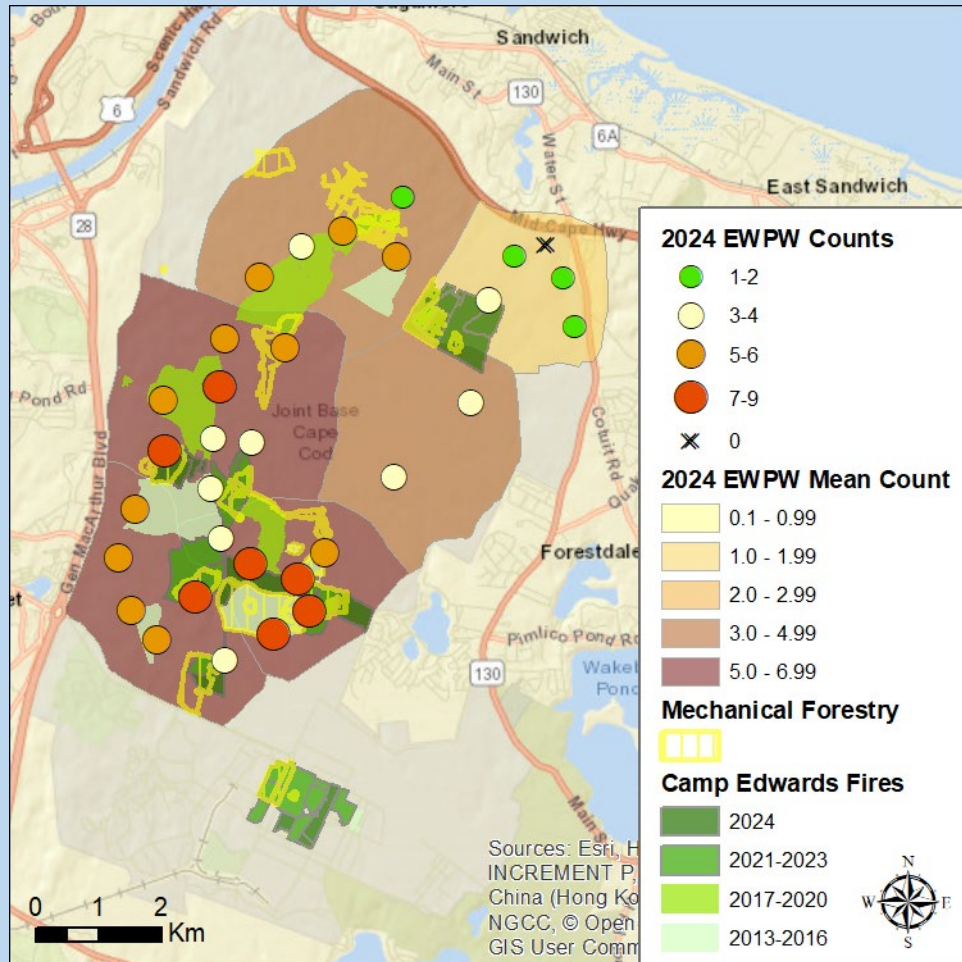 Sandwich
Scenic Hwy
Sandwich Rd
Main St
130
6
6A
Water St
East Sandwich
28
Mid-Cape Hwy
Pond Rd
Joint Base
Cape
Cod
Cotuit Rd
Gen MacArthur Blvd
Forestdale
Pimlico Pond Rd
130
Pond
Main St
2024 EWPW Counts
1-2
3-4
5-6
7-9
0
2024 EWPW Mean Count
0.1 - 0.99
1.0 - 1.99
2.0 - 2.99
3.0 - 4.99
5.0 - 6.99
Mechanical Forestry
Camp Edwards Fires
2024
2021-2023
2017-2020
2013-2016
N
W E
S
Sources: Esri, H
INCREMENT P,
China (Hong Ko
NGCC, © Open
GIS User Comm
0 1 2
Km